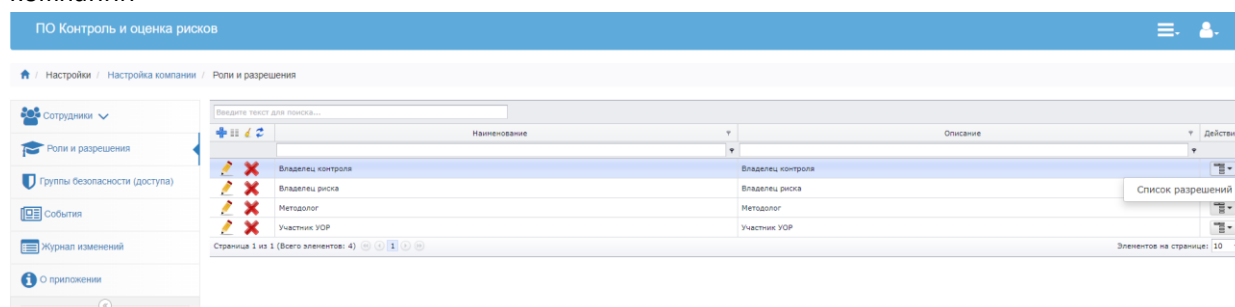 ПО Контроль и оценка рисков
/ Настройки / Настройка компании / Роли и разрешения
Сотрудники
Введите текст для поиска...
Наименование Описание Действи
Роли и разрешения
Владелец контроля Владелец контроля
Группы безопасности (доступа)
Владелец риска Владелец риска
Список разрешений
Методолог Методолог
События
Участник УОР Участник УОР
Журнал изменений
Страница 1 из 1 (Всего элементов: 4) 1 Элементов на странице: 10
О приложении